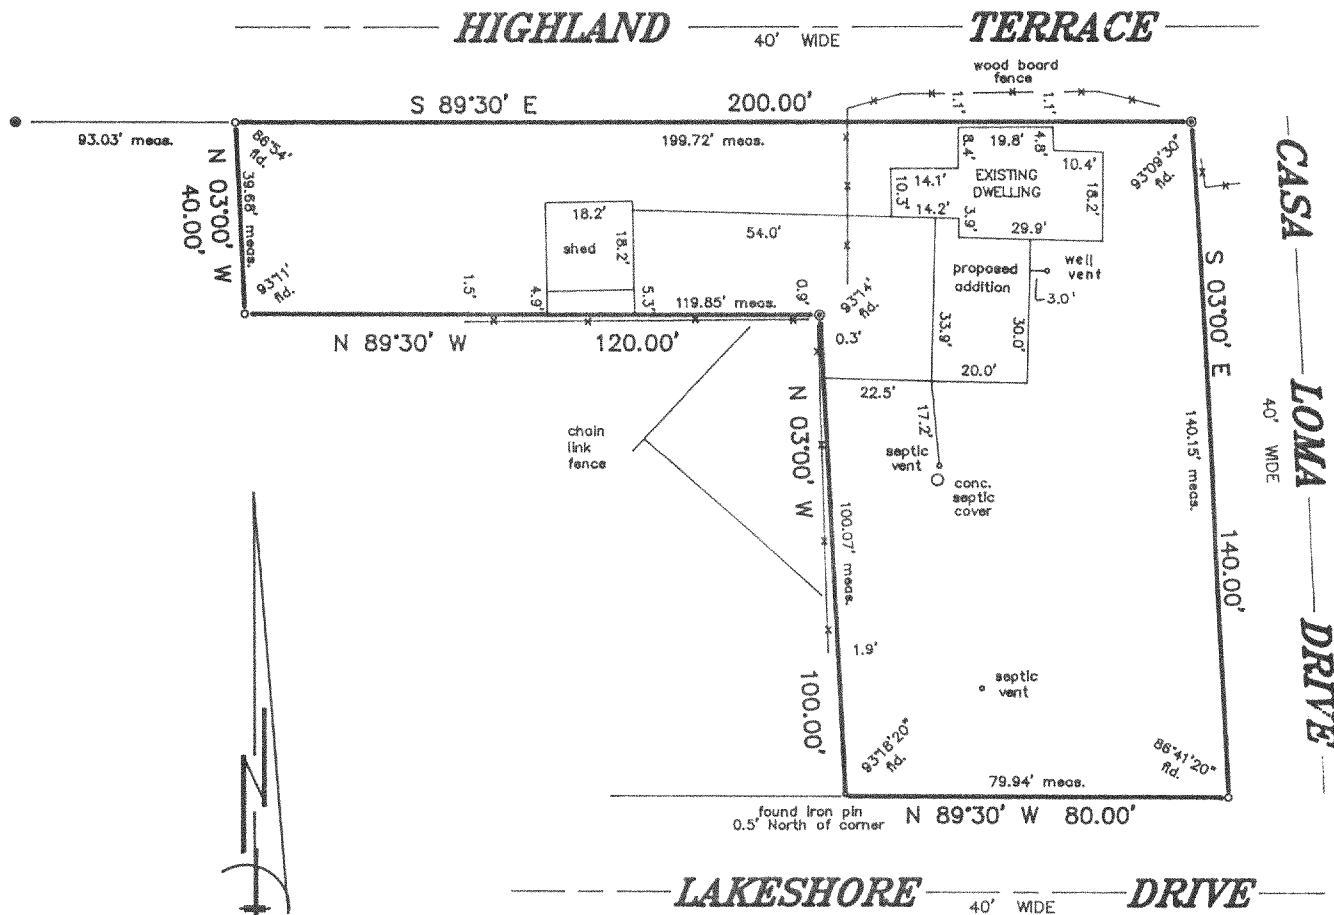 HIGHLAND 40' WIDE TERRACE
wood board
fence
S 89°30' E 200.00'
1.1' 1.1'
93.03' meas.
199.72' meas.
86°54'
fld.
93°09'30"
fld.
N 03°00' W
40.00'
39.68' meas.
93°11'
fld.
8.4'
19.8'
4.8'
10.4'
EXISTING
DWELLING
14.1'
10.3'
14.2'
3.9'
18.2'
29.9'
18.2'
shed
18.2'
54.0'
proposed
addition
well
vent
3.0'
1.5'
4.9'
5.3'
119.85' meas.
0.9'
93°14'
fld.
0.3'
N 89°30' W 120.00'
33.9'
30.0'
20.0'
22.5'
17.2'
septic
vent
conc.
septic
cover
chain
link
fence
N 03°00' W
100.07' meas.
1.9'
100.00'
septic
vent
S 03°00' E
140.15' meas.
140.00'
CASA LOMA DRIVE
40' WIDE
93°18'20"
fld.
86°41'20"
fld.
79.94' meas.
found iron pin
0.5' North of corner
N 89°30' W 80.00'
N
LAKESHORE 40' WIDE DRIVE